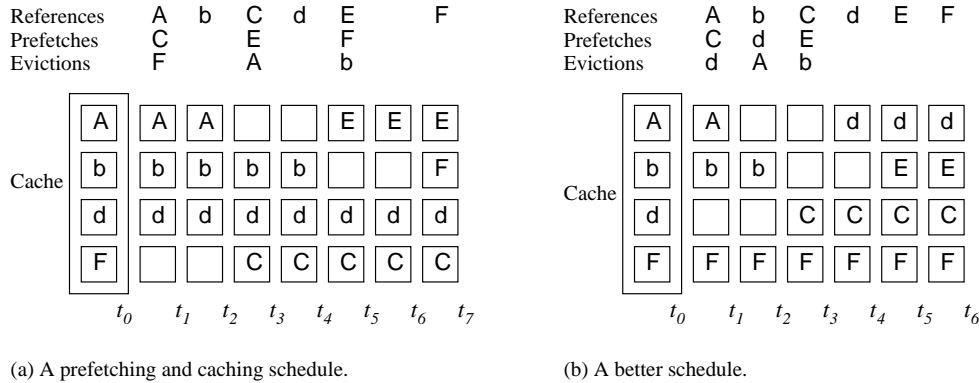 References A b C d E F
Prefetches C E F
Evictions F A b
A A A E E E
Cache b b b b b F
d d d d d d d d
F C C C C C
t0 t1 t2 t3 t4 t5 t6 t7
(a) A prefetching and caching schedule.
References A b C d E F
Prefetches C d E
Evictions d A b
A A d d d
Cache b b b E E
d C C C C
F F F F F F F
t0 t1 t2 t3 t4 t5 t6
(b) A better schedule.